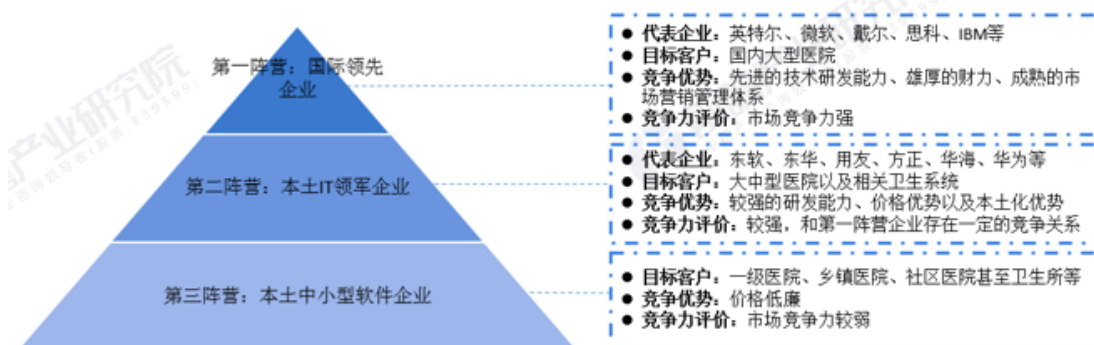 第一阵营：国际领先
企业
● 代表企业：英特尔、微软、戴尔、思科、IBM等
● 目标客户：国内大型医院
● 竞争优势：先进的技术研发能力、雄厚的财力、成熟的市
场营销管理体系
● 竞争力评价：市场竞争力强
第二阵营：本土IT领军企业
● 代表企业：东软、东华、用友、方正、华海、华为等
● 目标客户：大中型医院以及相关卫生系统
● 竞争优势：较强的研发能力、价格优势以及本土化优势
● 竞争力评价：较强，和第一阵营企业存在一定的竞争关系
第三阵营：本土中小型软件企业
● 目标客户：一级医院、乡镇医院、社区医院甚至卫生所等
● 竞争优势：价格低廉
● 竞争力评价：市场竞争力较弱
产业研究院